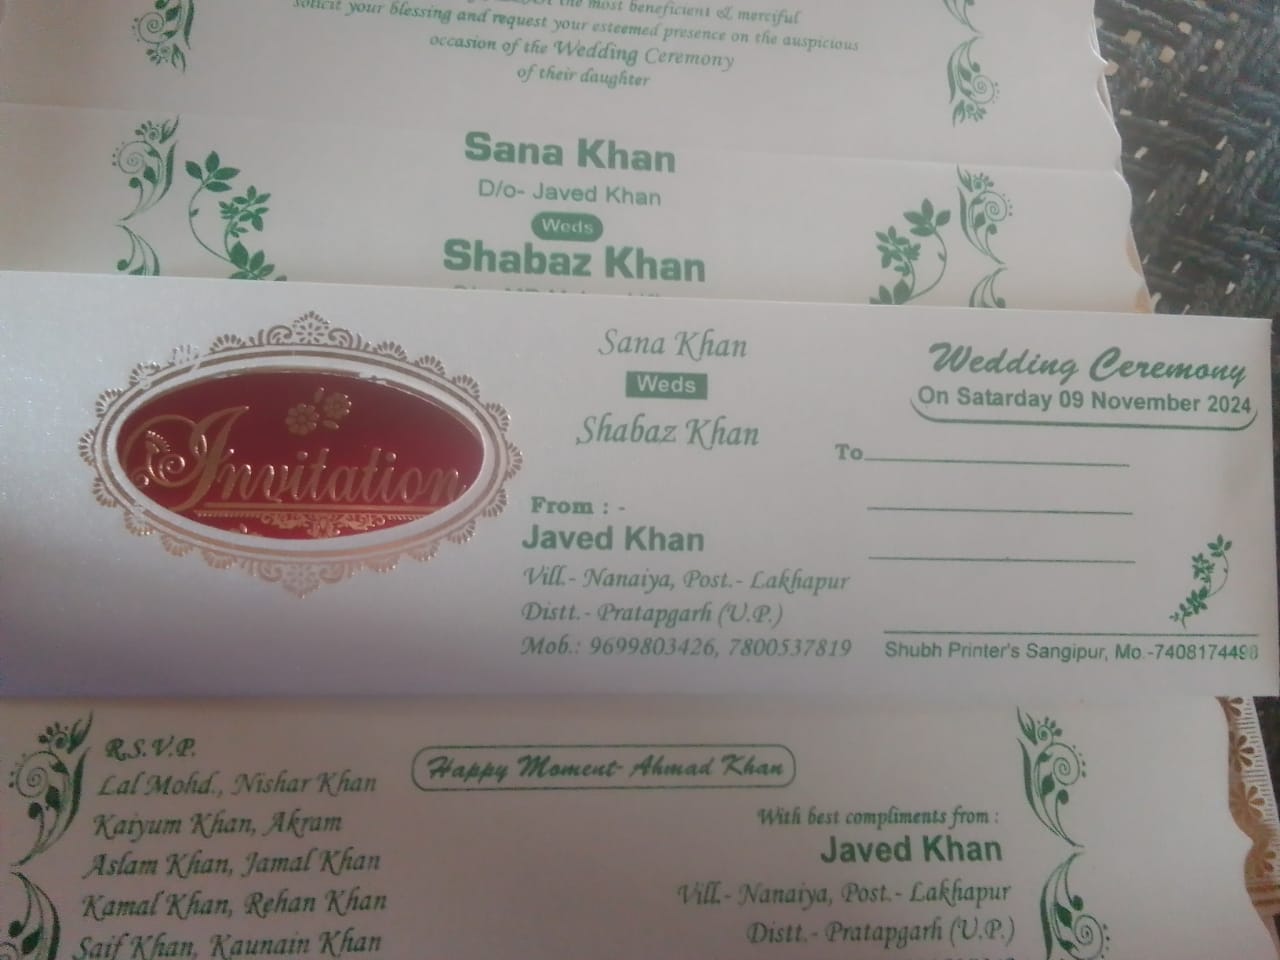 the most beneficient & merciful
solicit your blessing and request your esteemed presence on the auspicious
occasion of the Wedding Ceremony
of their daughter
Sana Khan
D/o- Javed Khan
Weds
Shabaz Khan
Invitation
Sana Khan
Weds
Shabaz Khan
From : -
Javed Khan
Vill.- Nanaiya, Post.- Lakhapur
Distt.- Pratapgarh (U.P.)
Mob.: 9699803426, 7800537819
Wedding Ceremony
On Satarday 09 November 2024
To
Shubh Printer's Sangipur, Mo.-7408174498
R.S.V.P.
Lal Mohd., Nishar Khan
Kaiyum Khan, Akram
Aslam Khan, Jamal Khan
Kamal Khan, Rehan Khan
Saif Khan, Kaunain Khan
Happy Moment- Ahmad Khan
With best compliments from :
Javed Khan
Vill.- Nanaiya, Post.- Lakhapur
Distt.- Pratapgarh (U.P.)